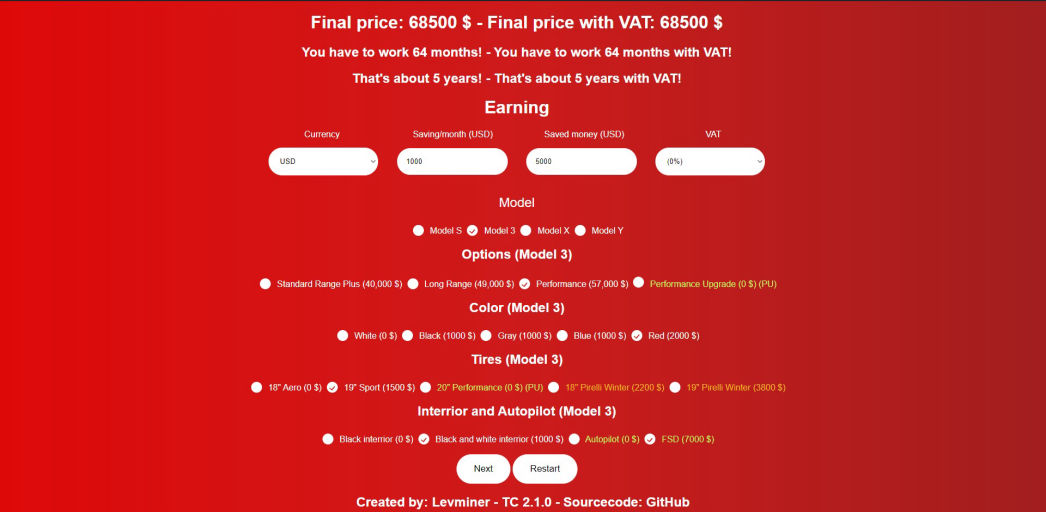 Final price: 68500 $ - Final price with VAT: 68500 $
You have to work 64 months! - You have to work 64 months with VAT!
That's about 5 years! - That's about 5 years with VAT!
Earning
Currency Saving/month (USD) Saved money (USD) VAT
USD 1000 5000 (0%)
Model
Model S Model 3 Model X Model Y
Options (Model 3)
Standard Range Plus (40,000 $) Long Range (49,000 $) Performance (57,000 $) Performance Upgrade (0 $) (PU)
Color (Model 3)
White (0 $) Black (1000 $) Gray (1000 $) Blue (1000 $) Red (2000 $)
Tires (Model 3)
18" Aero (0 $) 19" Sport (1500 $) 20" Performance (0 $) (PU) 18" Pirelli Winter (2200 $) 19" Pirelli Winter (3800 $)
Interrior and Autopilot (Model 3)
Black interrior (0 $) Black and white interrior (1000 $) Autopilot (0 $) FSD (7000 $)
Next Restart
Created by: Levminer - TC 2.1.0 - Sourcecode: GitHub